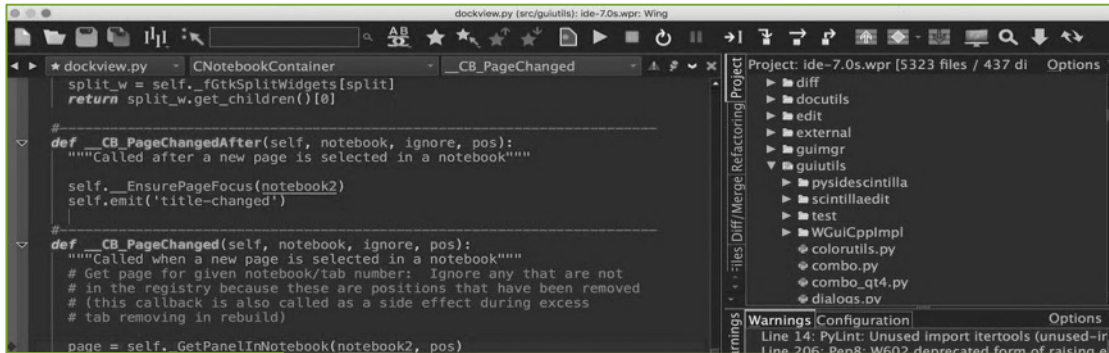 dockview.py (src/guiutils): ide-7.0s.wpr: Wing
dockview.py
CNotebookContainer
__CB_PageChanged
split_w = self._fGtkSplitWidgets[split]
return split_w.get_children()[0]
#
def __CB_PageChangedAfter(self, notebook, ignore, pos):
"""Called after a new page is selected in a notebook"""
self.__EnsurePageFocus(notebook2)
self.emit('title-changed')
#
def __CB_PageChanged(self, notebook, ignore, pos):
"""Called when a new page is selected in a notebook"""
# Get page for given notebook/tab number:  Ignore any that are not
# in the registry because these are positions that have been removed
# (this callback is also called as a side effect during excess
# tab removing in rebuild)
page = self._GetPanelInNotebook(notebook2, pos)
Project
Refactoring
Diff/Merge
Files
Project: ide-7.0s.wpr [5323 files / 437 di
Options
diff
docutils
edit
external
guimgr
guiutils
pysidescintilla
scintillaedit
test
WGuiCppImpl
colorutils.py
combo.py
combo_qt4.py
dialogs.py
Warnings
Configuration
Options
Line 14: PyLint: Unused import itertools (unused-ir
Line 206: Pep8: W602 deprecated form of raising e